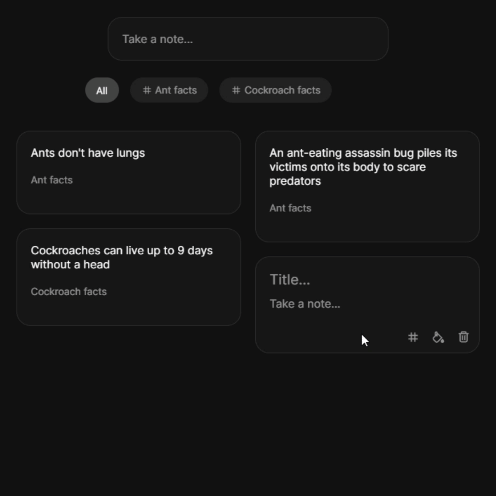 Take a note...
All
# Ant facts
# Cockroach facts
Ants don't have lungs
Ant facts
An ant-eating assassin bug piles its
victims onto its body to scare
predators
Ant facts
Cockroaches can live up to 9 days
without a head
Cockroach facts
Title...
Take a note...